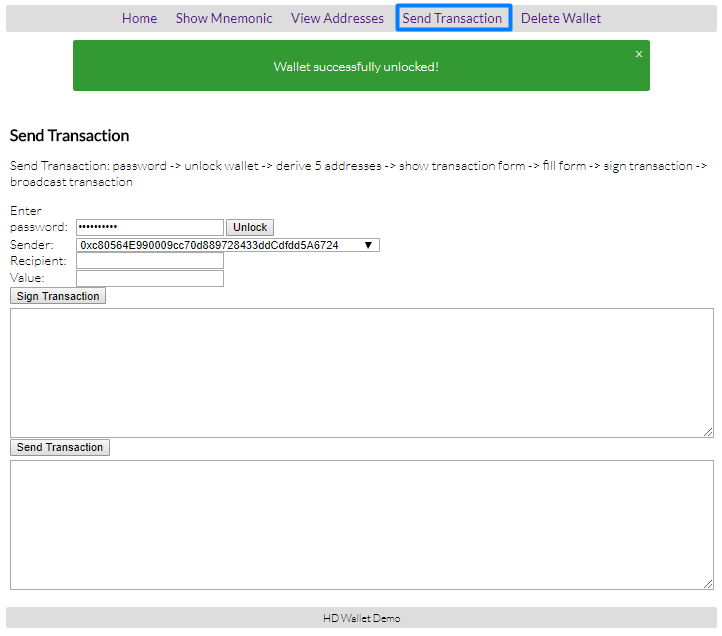 Home Show Mnemonic View Addresses Send Transaction Delete Wallet
x
Wallet successfully unlocked!
Send Transaction
Send Transaction: password -> unlock wallet -> derive 5 addresses -> show transaction form -> fill form -> sign transaction ->
broadcast transaction
Enter
password: •••••••••• Unlock
Sender: 0xc80564E990009cc70d889728433ddCdfdd5A6724 ▼
Recipient:
Value:
Sign Transaction
Send Transaction
HD Wallet Demo